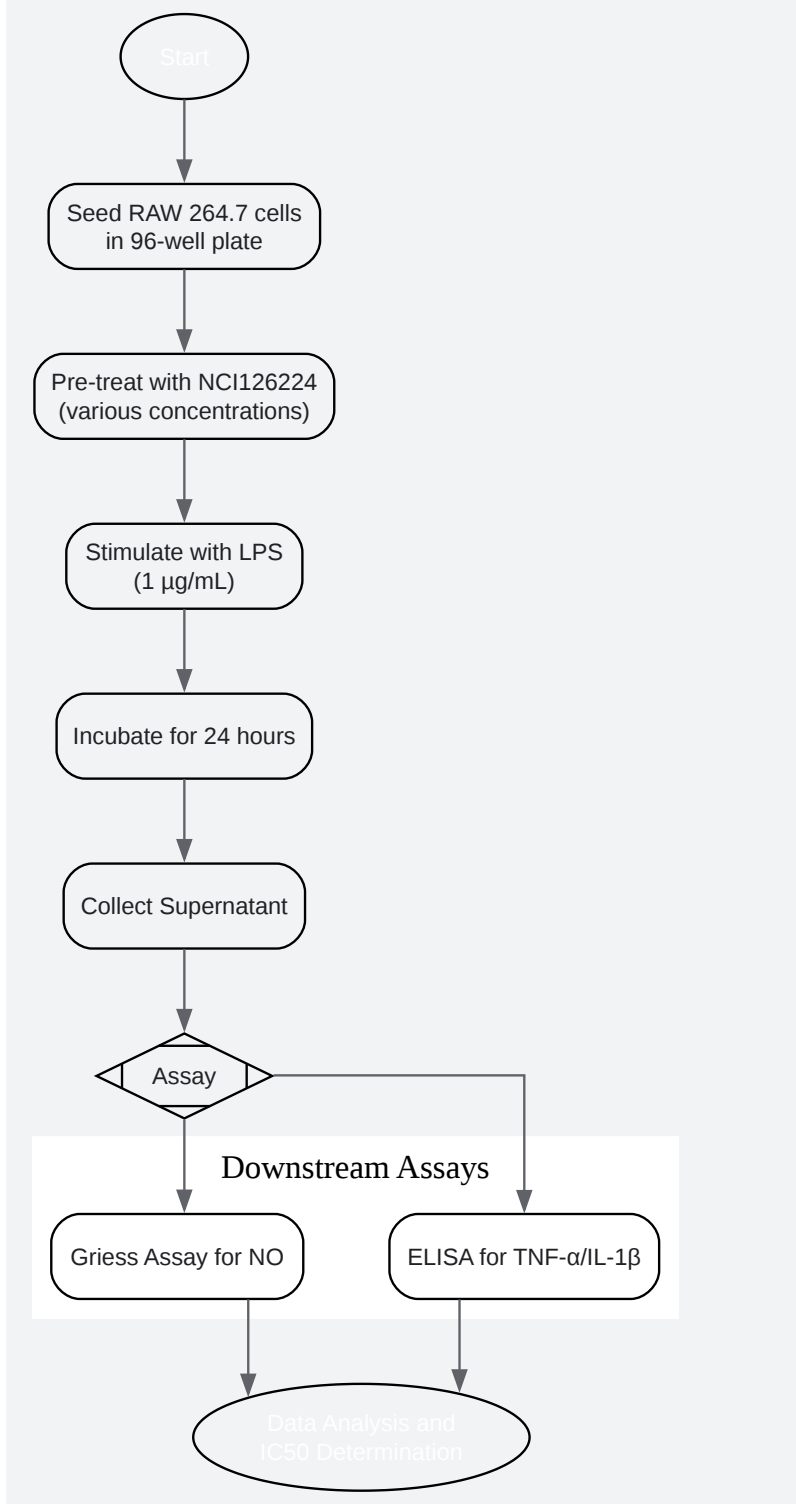 Start
Seed RAW 264.7 cells
in 96-well plate
Pre-treat with NCI126224
(various concentrations)
Stimulate with LPS
(1 µg/mL)
Incubate for 24 hours
Collect Supernatant
Assay
Downstream Assays
Griess Assay for NO
ELISA for TNF-α/IL-1β
Data Analysis and
IC50 Determination